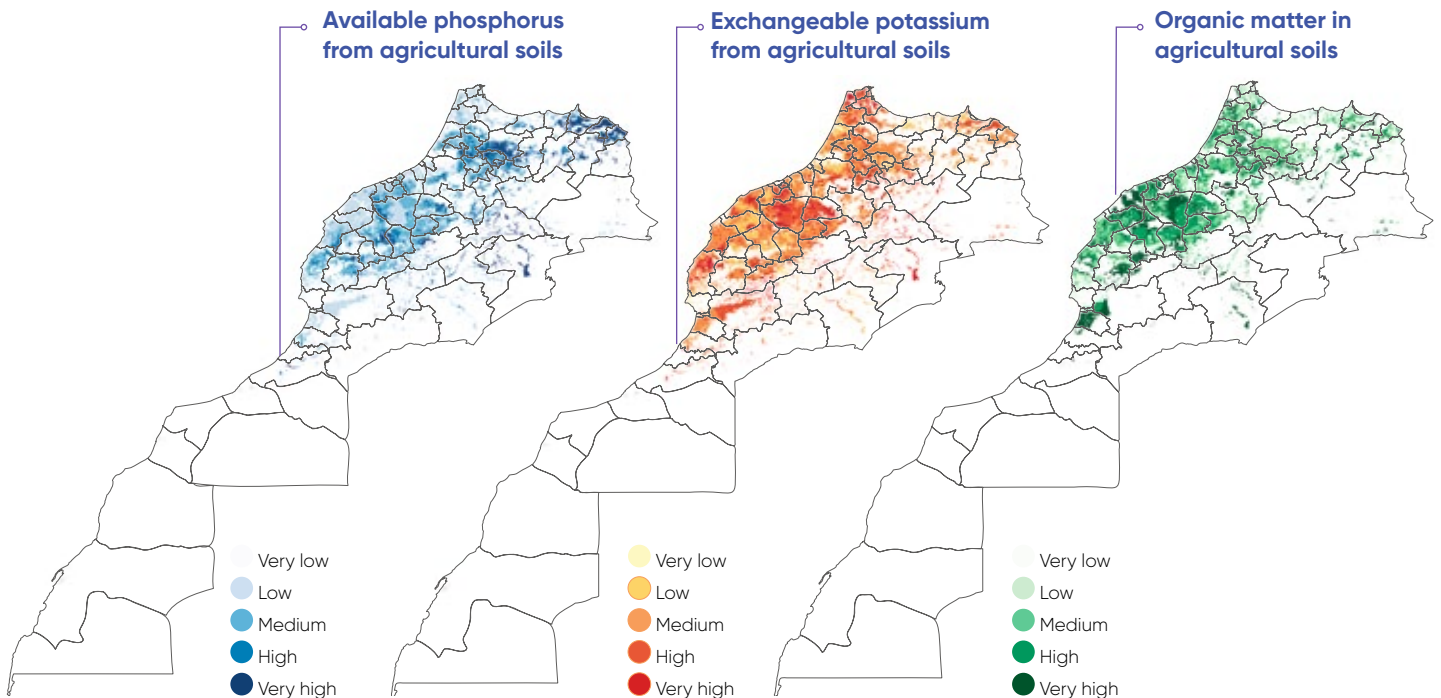 Available phosphorus
from agricultural soils
Exchangeable potassium
from agricultural soils
Organic matter in
agricultural soils
Very low
Low
Medium
High
Very high
Very low
Low
Medium
High
Very high
Very low
Low
Medium
High
Very high